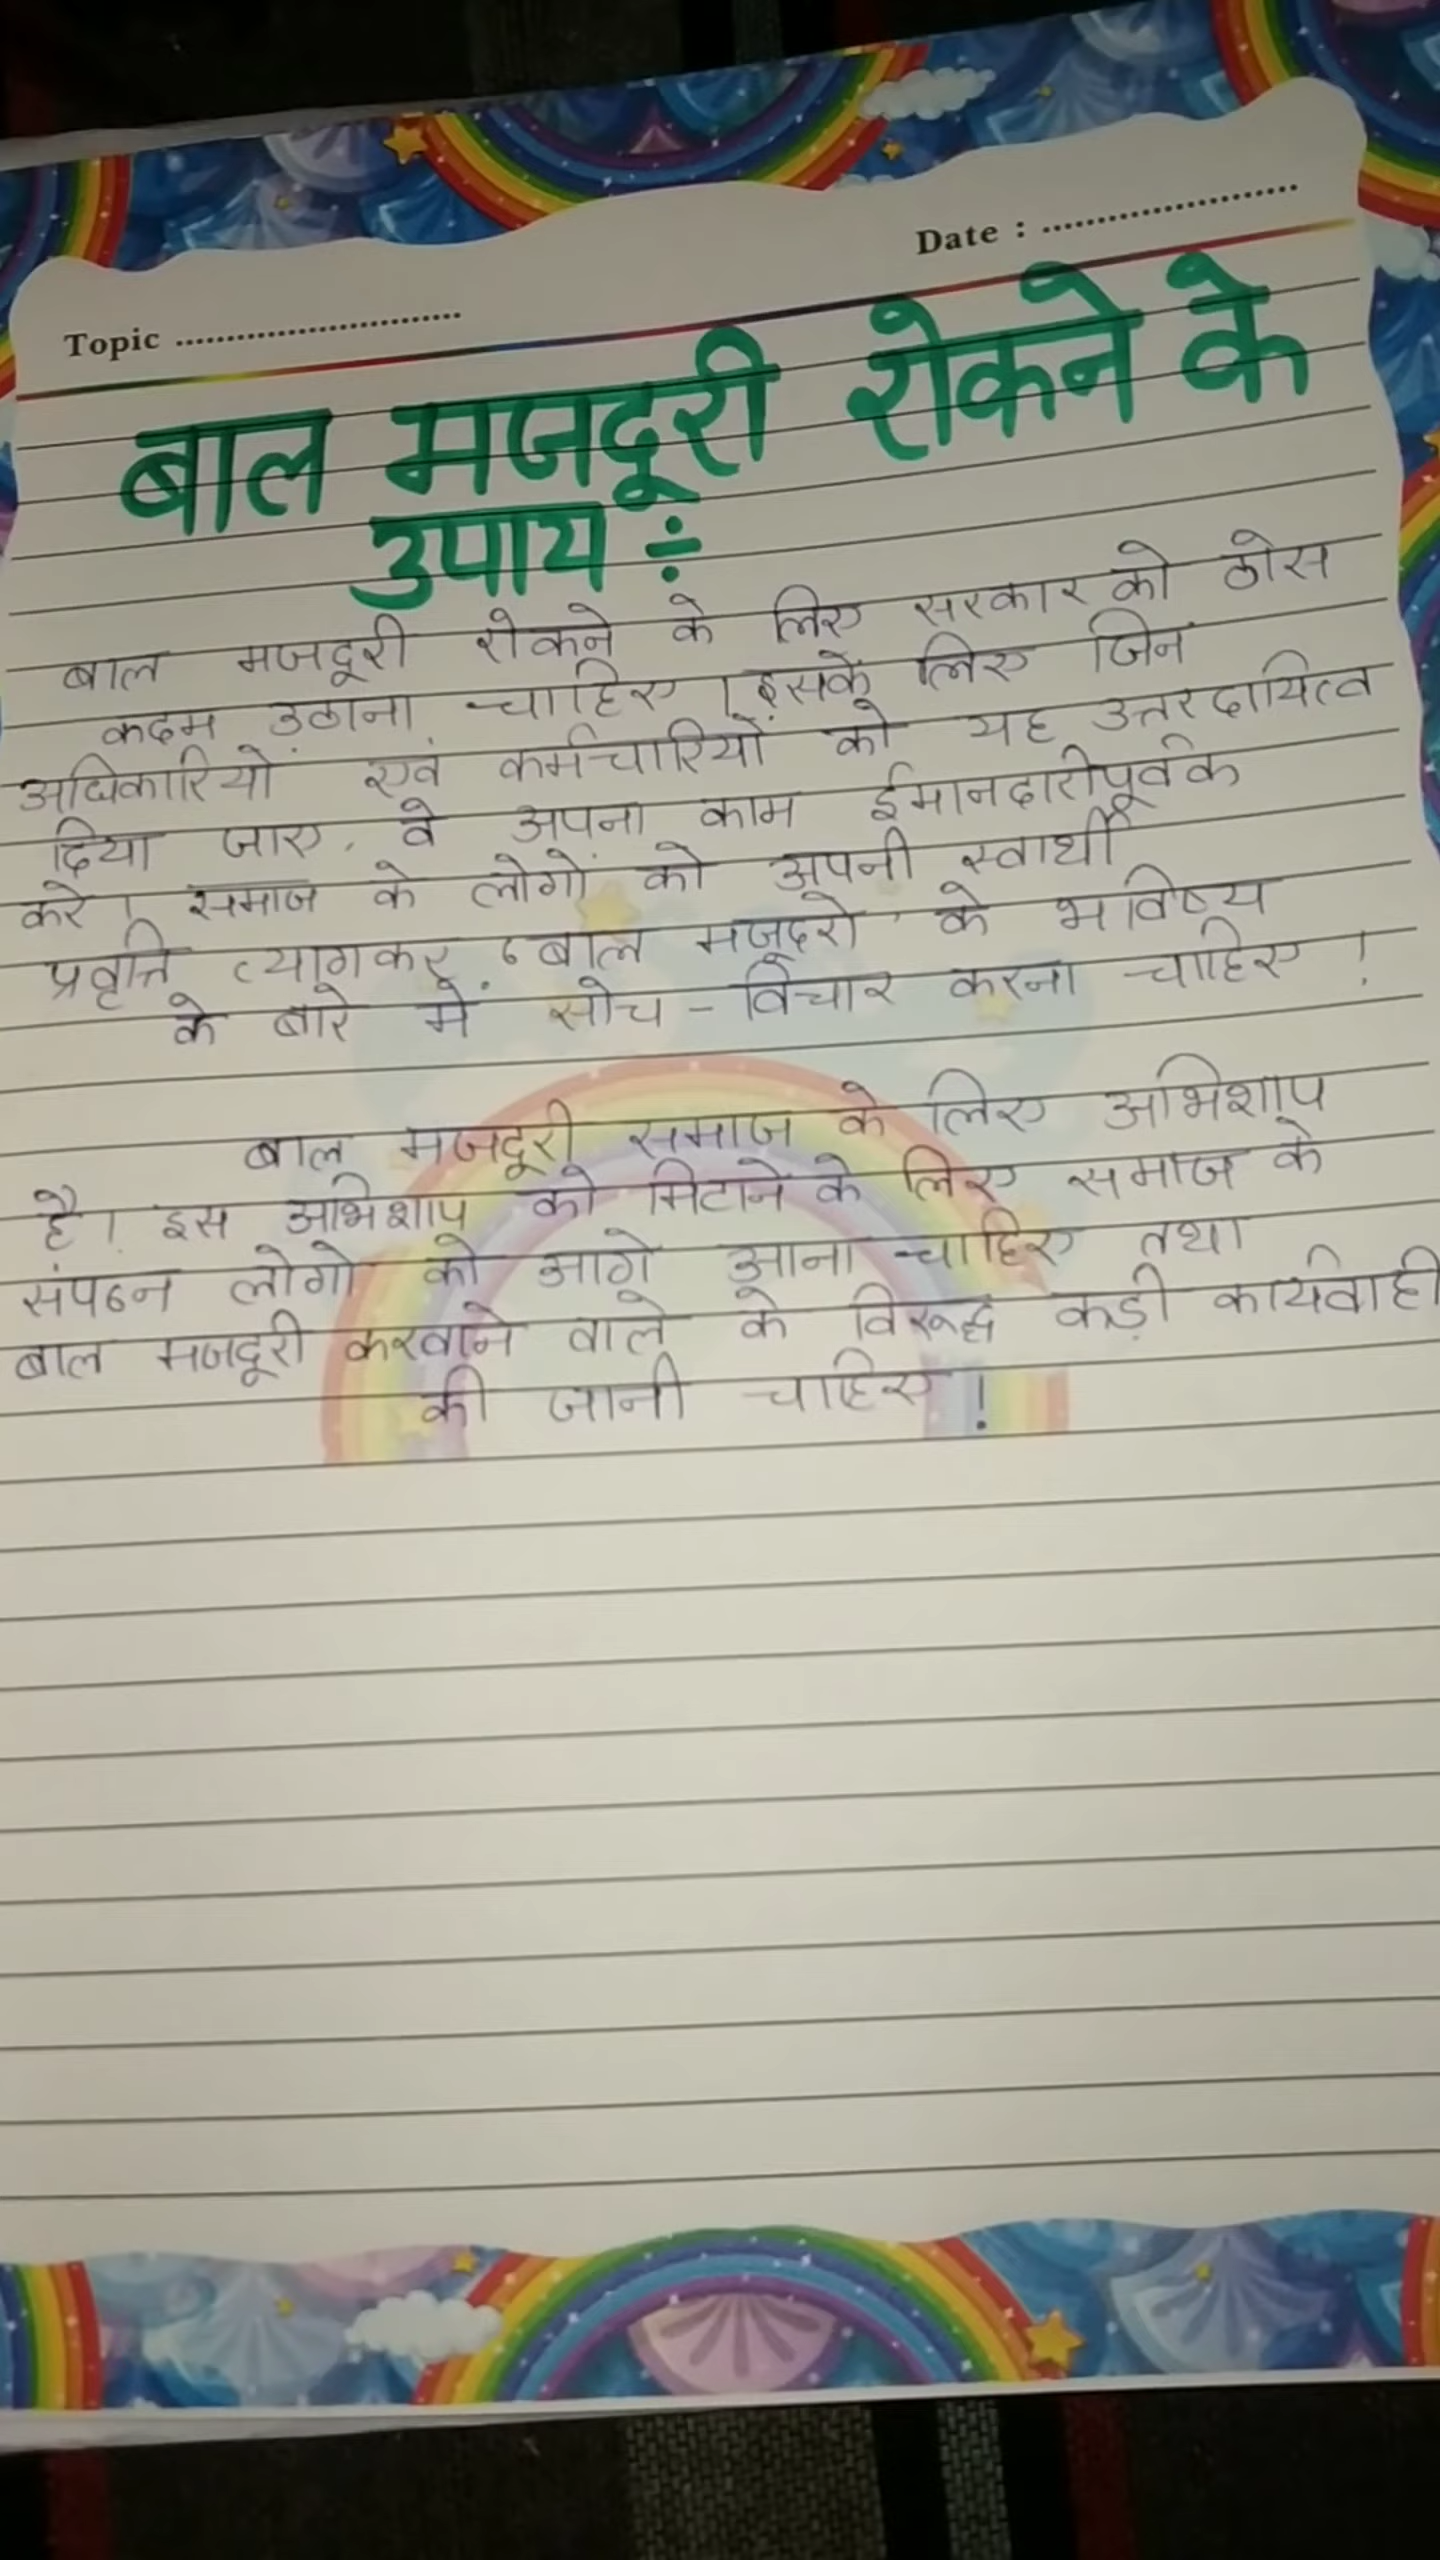 Date : ........................
Topic ............................
बाल मजदूरी रोकने के
उपाय ÷
बाल मजदूरी रोकने के लिए सरकार को ठोस
कदम उठाना चाहिए । इसके लिए जिन
अधिकारियों एवं कर्मचारियों को यह उत्तरदायित्व
दिया जाए, वे अपना काम ईमानदारीपूर्वक
करें । समाज के लोगों को अपनी स्वार्थी
प्रवृत्ति त्यागकर 'बाल मजूदरों' के भविष्य
के बारे में सोच - विचार करना चाहिए !
बाल मजदूरी समाज के लिए अभिशाप
है । इस अभिशाप को मिटाने के लिए समाज के
संपन्न लोगो को आगे आना चाहिए तथा
बाल मजदूरी करवाने वाले के विरूद्ध कड़ी कार्यवाही
की जानी चाहिए !